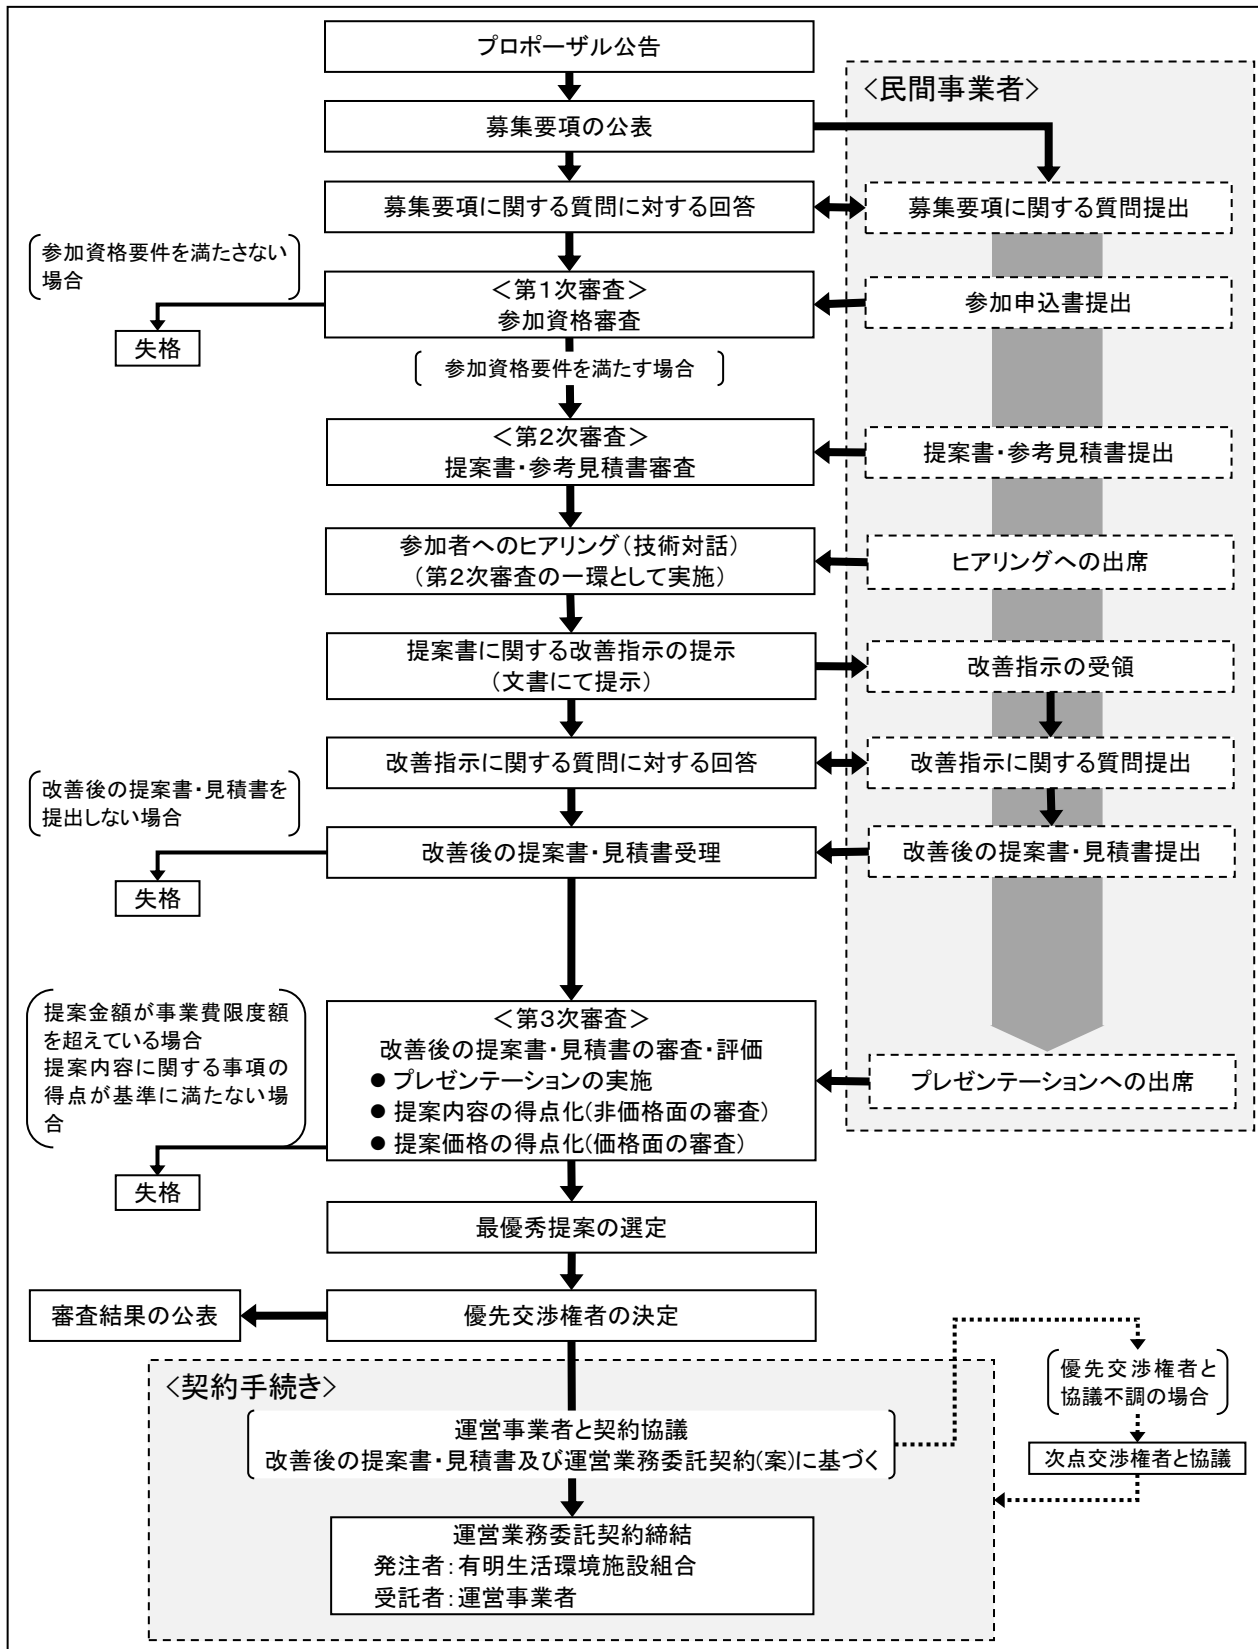 プロポーザル公告
<民間事業者>
募集要項の公表
募集要項に関する質問に対する回答
募集要項に関する質問提出
参加資格要件を満たさない
場合
<第1次審査>
参加資格審査
参加申込書提出
失格
参加資格要件を満たす場合
<第2次審査>
提案書・参考見積書審査
提案書・参考見積書提出
参加者へのヒアリング(技術対話)
(第2次審査の一環として実施)
ヒアリングへの出席
提案書に関する改善指示の提示
(文書にて提示)
改善指示の受領
改善指示に関する質問に対する回答
改善指示に関する質問提出
改善後の提案書・見積書を
提出しない場合
改善後の提案書・見積書受理
改善後の提案書・見積書提出
失格
提案金額が事業費限度額
を超えている場合
提案内容に関する事項の
得点が基準に満たない場
合
<第3次審査>
改善後の提案書・見積書の審査・評価
● プレゼンテーションの実施
● 提案内容の得点化(非価格面の審査)
● 提案価格の得点化(価格面の審査)
プレゼンテーションへの出席
失格
最優秀提案の選定
審査結果の公表
優先交渉権者の決定
<契約手続き>
優先交渉権者と
協議不調の場合
運営事業者と契約協議
改善後の提案書・見積書及び運営業務委託契約(案)に基づく
次点交渉権者と協議
運営業務委託契約締結
発注者:有明生活環境施設組合
受託者:運営事業者